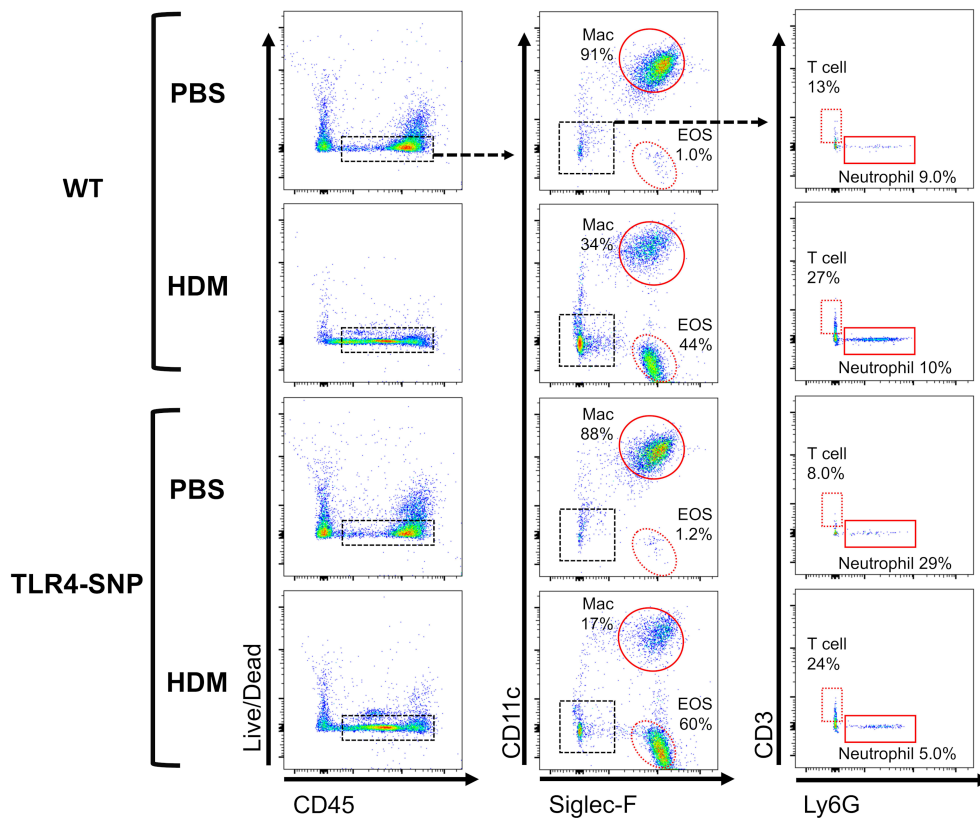 WT
PBS
Mac
91%
EOS
1.0%
T cell
13%
Neutrophil 9.0%
HDM
Mac
34%
EOS
44%
T cell
27%
Neutrophil 10%
TLR4-SNP
PBS
Mac
88%
EOS
1.2%
T cell
8.0%
Neutrophil 29%
HDM
Mac
17%
EOS
60%
T cell
24%
Neutrophil 5.0%
Live/Dead
CD11c
CD3
CD45
Siglec-F
Ly6G